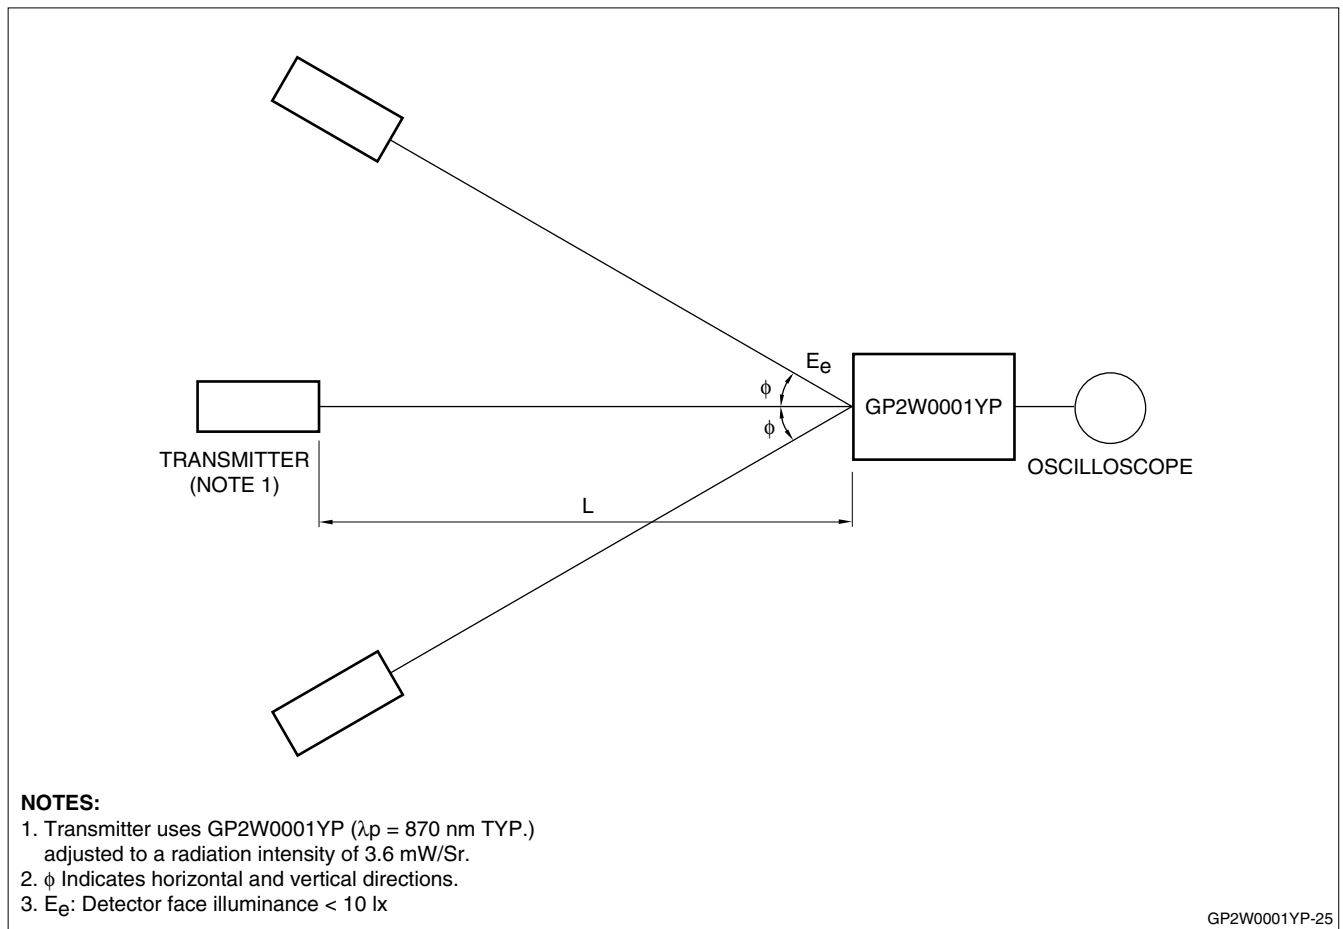 Ee
ϕ
ϕ
GP2W0001YP
TRANSMITTER
(NOTE 1)
OSCILLOSCOPE
L
NOTES:
1. Transmitter uses GP2W0001YP (λp = 870 nm TYP.)
adjusted to a radiation intensity of 3.6 mW/Sr.
2. ϕ Indicates horizontal and vertical directions.
3. Ee: Detector face illuminance < 10 lx
GP2W0001YP-25